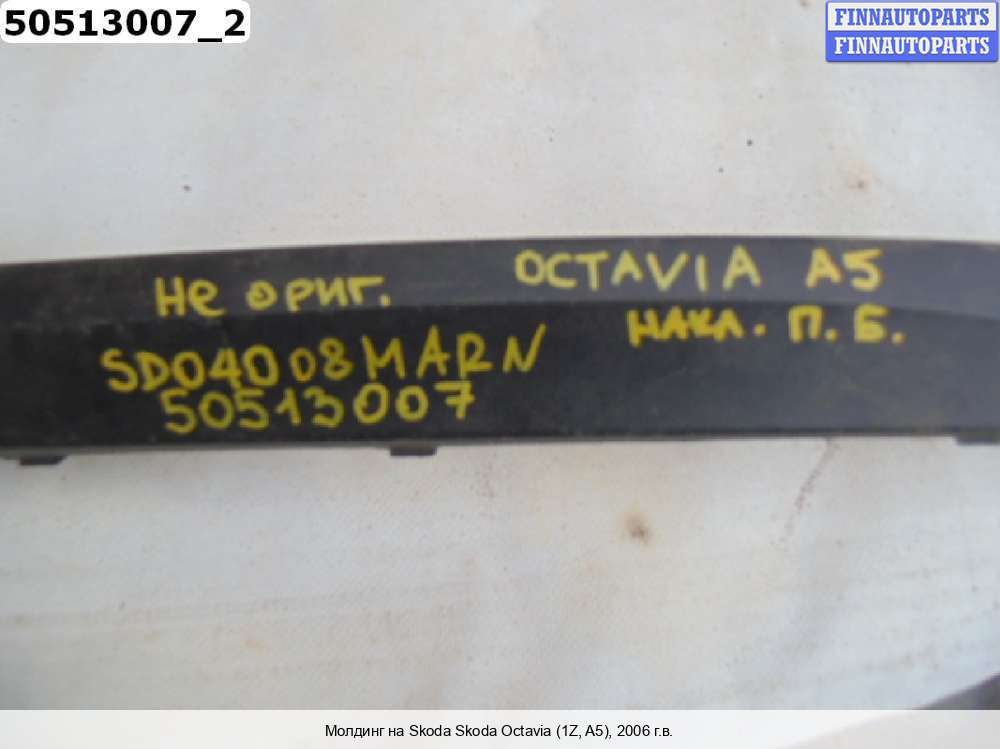 50513007_2
FINNAUTOPARTS
FINNAUTOPARTS
Не ориг.
OCTAVIA A5
НАКЛ. П. Б.
SD04008MARN
50513007
Молдинг на Skoda Skoda Octavia (1Z, A5), 2006 г.в.